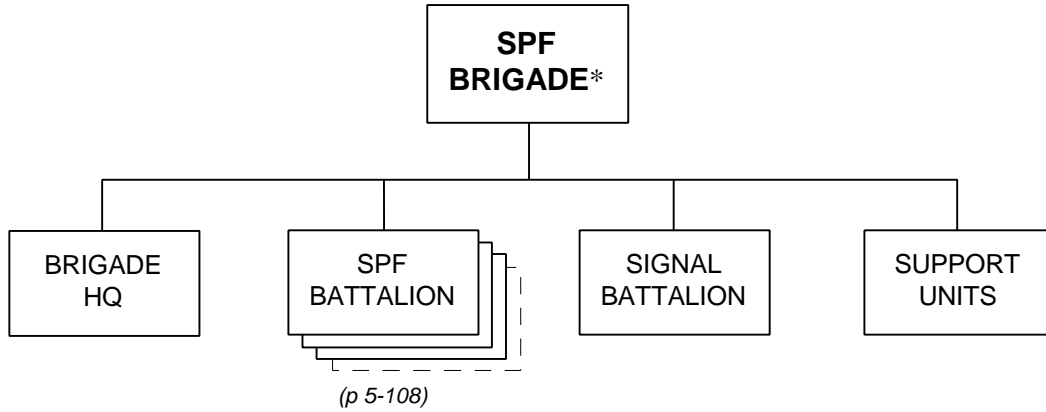 SPF
BRIGADE*
BRIGADE
HQ
SPF
BATTALION
SIGNAL
BATTALION
SUPPORT
UNITS
(p 5-108)